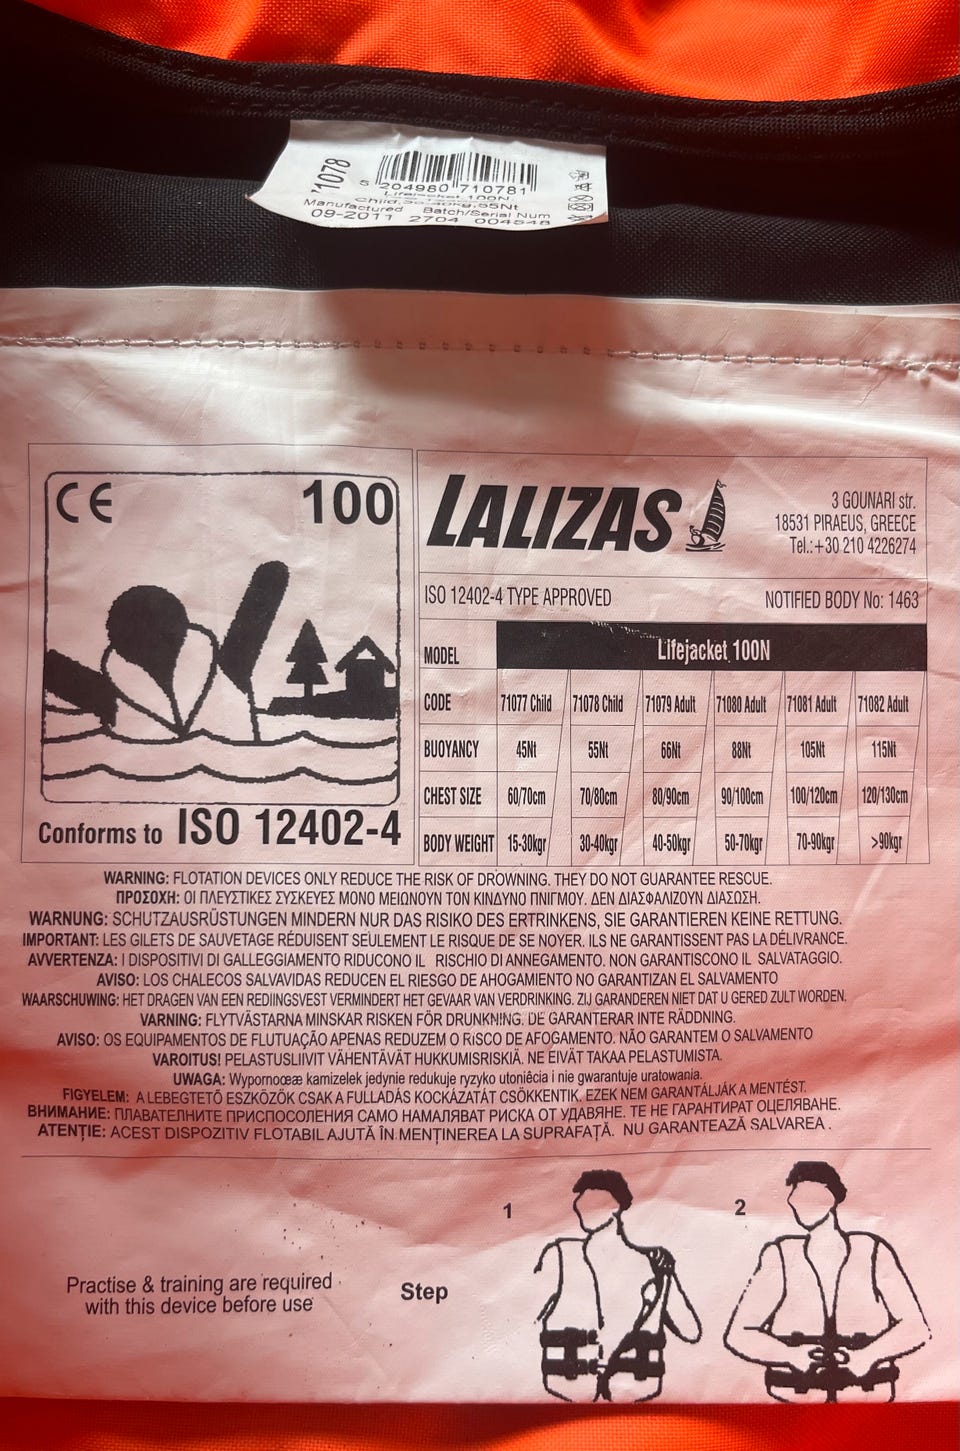 71078
5 204980 710781
Lifejacket 100N,
Child, 30-40kg, 55Nt
Manufactured Batch/Serial Num
09-2011 2704 004548
CE 100
Conforms to ISO 12402-4
LALIZAS
3 GOUNARI str.
18531 PIRAEUS, GREECE
Tel.:+30 210 4226274
ISO 12402-4 TYPE APPROVED NOTIFIED BODY No: 1463
MODEL Lifejacket 100N
CODE 71077 Child 71078 Child 71079 Adult 71080 Adult 71081 Adult 71082 Adult
BUOYANCY 45Nt 55Nt 66Nt 88Nt 105Nt 115Nt
CHEST SIZE 60/70cm 70/80cm 80/90cm 90/100cm 100/120cm 120/130cm
BODY WEIGHT 15-30kgr 30-40kgr 40-50kgr 50-70kgr 70-90kgr >90kgr
WARNING: FLOTATION DEVICES ONLY REDUCE THE RISK OF DROWNING. THEY DO NOT GUARANTEE RESCUE.
ΠΡΟΣΟΧΗ: ΟΙ ΠΛΕΥΣΤΙΚΕΣ ΣΥΣΚΕΥΕΣ ΜΟΝΟ ΜΕΙΩΝΟΥΝ ΤΟΝ ΚΙΝΔΥΝΟ ΠΝΙΓΜΟΥ. ΔΕΝ ΔΙΑΣΦΑΛΙΖΟΥΝ ΔΙΑΣΩΣΗ.
WARNUNG: SCHUTZAUSRÜSTUNGEN MINDERN NUR DAS RISIKO DES ERTRINKENS, SIE GARANTIEREN KEINE RETTUNG.
IMPORTANT: LES GILETS DE SAUVETAGE RÉDUISENT SEULEMENT LE RISQUE DE SE NOYER. ILS NE GARANTISSENT PAS LA DÉLIVRANCE.
AVVERTENZA: I DISPOSITIVI DI GALLEGGIAMENTO RIDUCONO IL RISCHIO DI ANNEGAMENTO. NON GARANTISCONO IL SALVATAGGIO.
AVISO: LOS CHALECOS SALVAVIDAS REDUCEN EL RIESGO DE AHOGAMIENTO NO GARANTIZAN EL SALVAMENTO
WAARSCHUWING: HET DRAGEN VAN EEN REDIINGSVEST VERMINDERT HET GEVAAR VAN VERDRINKING. ZIJ GARANDEREN NIET DAT U GERED ZULT WORDEN.
VARNING: FLYTVÄSTARNA MINSKAR RISKEN FÖR DRUNKNING. DE GARANTERAR INTE RÄDDNING.
AVISO: OS EQUIPAMENTOS DE FLUTUAÇÃO APENAS REDUZEM O RISCO DE AFOGAMENTO. NÃO GARANTEM O SALVAMENTO
VAROITUS! PELASTUSLIIVIT VÄHENTÄVÄT HUKKUMISRISKIÄ. NE EIVÄT TAKAA PELASTUMISTA.
UWAGA: Wypornoœæ kamizelek jedynie redukuje ryzyko utoniêcia i nie gwarantuje uratowania.
FIGYELEM: A LEBEGTETŐ ESZKÖZÖK CSAK A FULLADÁS KOCKÁZATÁT CSÖKKENTIK. EZEK NEM GARANTÁLJÁK A MENTÉST.
ВНИМАНИЕ: ПЛАВАТЕЛНИТЕ ПРИСПОСОЛЕНИЯ САМО НАМАЛЯВАТ РИСКА ОТ УДАВЯНЕ. ТЕ НЕ ГАРАНТИРАТ ОЦЕЛЯВАНЕ.
ATENȚIE: ACEST DISPOZITIV FLOTABIL AJUTĂ ÎN MENȚINEREA LA SUPRAFAȚĂ. NU GARANTEAZĂ SALVAREA.
Practise & training are required
with this device before use
Step
1
2